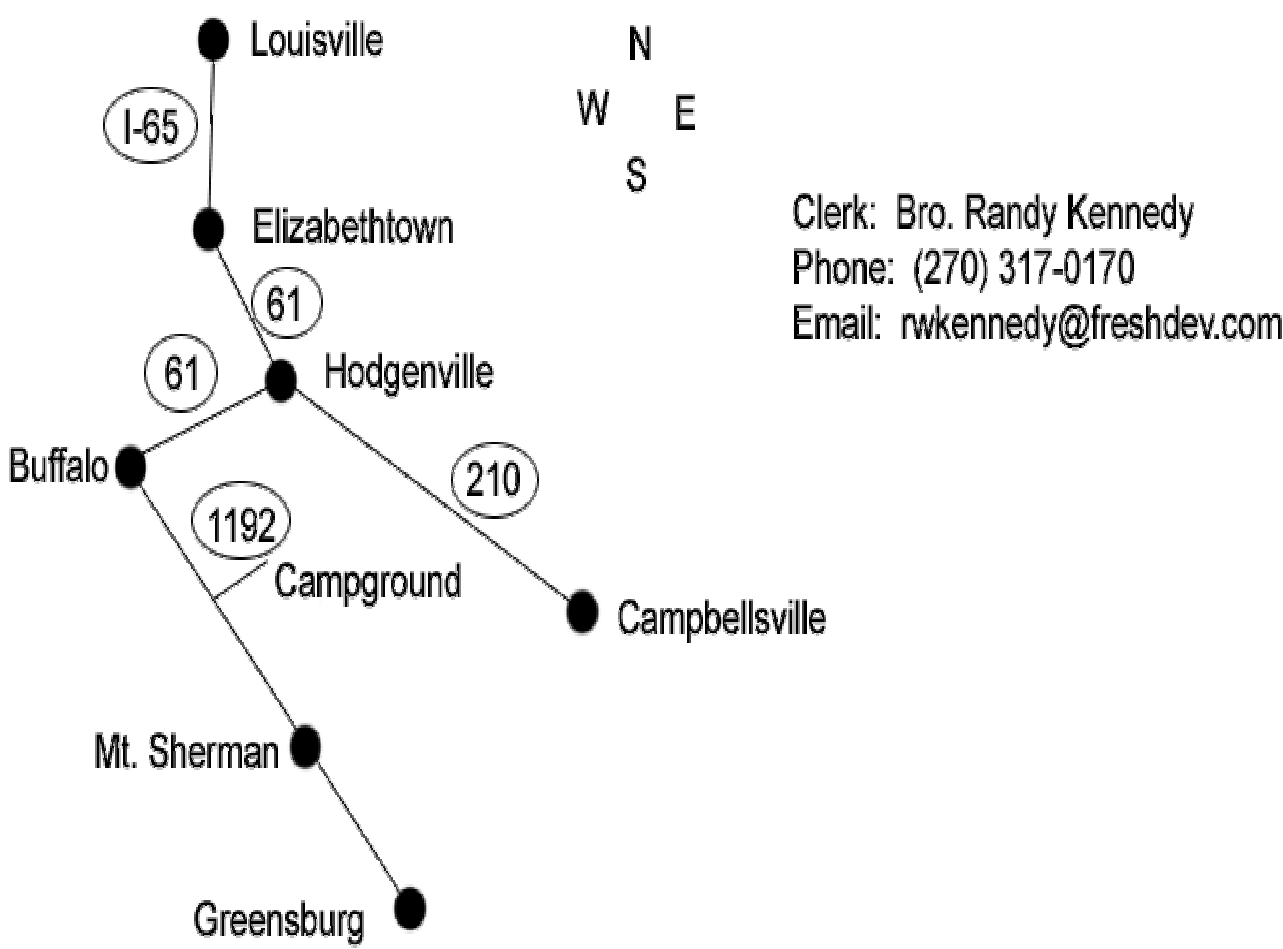 Louisville
N
W E
S
I-65
Elizabethtown
Clerk: Bro. Randy Kennedy
Phone: (270) 317-0170
Email: rwkennedy@freshdev.com
61
61
Hodgenville
Buffalo
210
1192
Campground
Campbellsville
Mt. Sherman
Greensburg